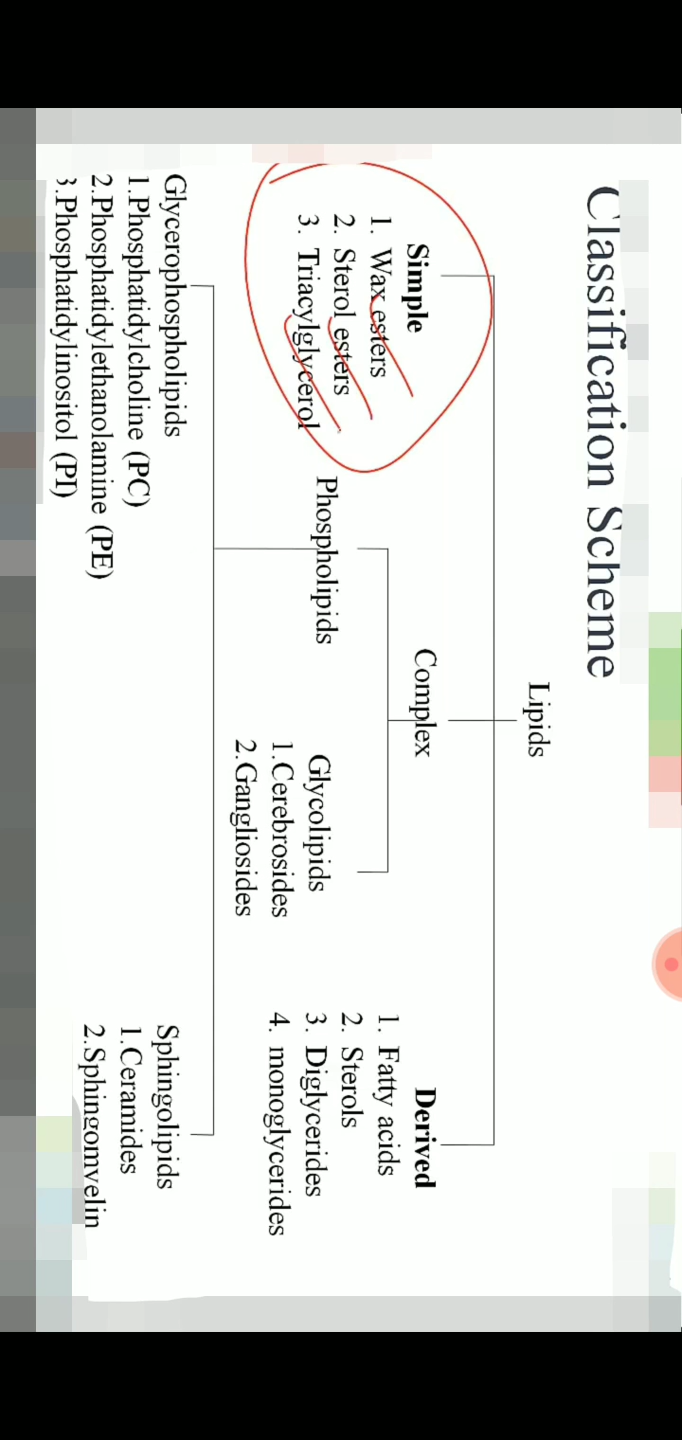 Classification Scheme
Lipids
Simple
1. Wax esters
2. Sterol esters
3. Triacylglycerol
Complex
Phospholipids
Glycolipids
1.Cerebrosides
2.Gangliosides
Derived
1. Fatty acids
2. Sterols
3. Diglycerides
4. monoglycerides
Glycerophospholipids
1.Phosphatidylcholine (PC)
2.Phosphatidylethanolamine (PE)
3.Phosphatidylinositol (PI)
Sphingolipids
1.Ceramides
2.Sphingomyelin